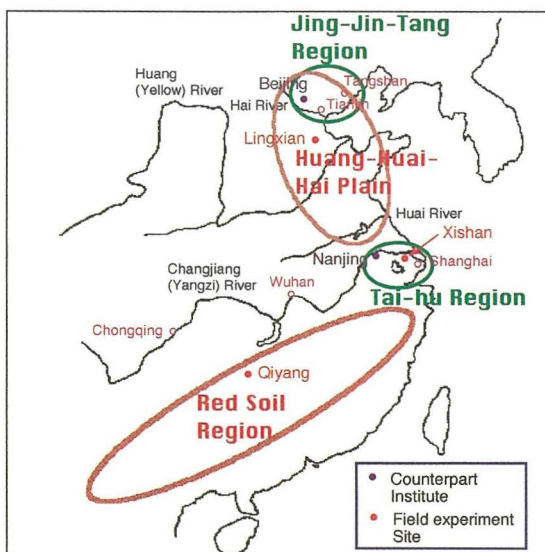 Jing-Jin-Tang
Region
Huang
(Yellow) River
Beijing
Tangshan
Hai River
Tianjin
Lingxian
Huang-Huai-
Hai Plain
Huai River
Xishan
Nanjing
Shanghai
Changjiang
(Yangzi) River
Wuhan
Tai-hu Region
Chongqing
Qiyang
Red Soil
Region
Counterpart
Institute
Field experiment
Site